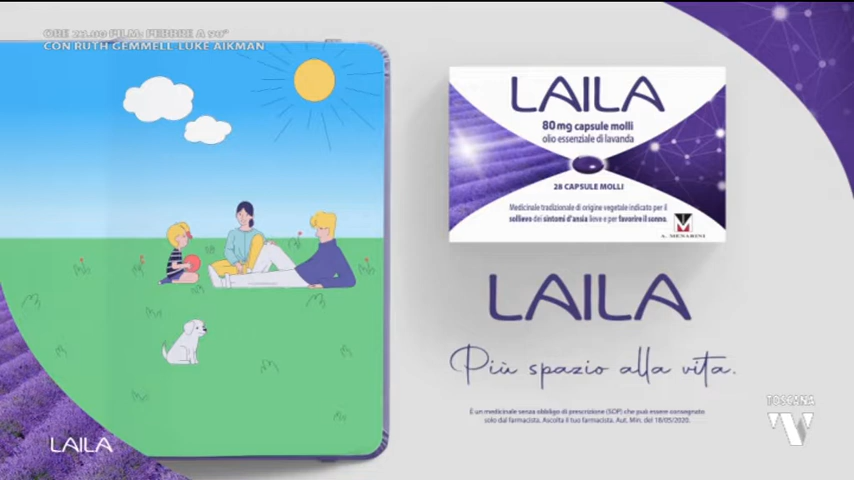 ORE 21.00 FILM: FEBBRE A 90°
CON RUTH GEMMELL, LUKE AIKMAN
LAILA
80 mg capsule molli
olio essenziale di lavanda
28 CAPSULE MOLLI
Medicinale tradizionale di origine vegetale indicato per il
sollievo dei sintomi d'ansia lieve e per favorire il sonno.
A. MENARINI
LAILA
Più spazio alla vita.
È un medicinale senza obbligo di prescrizione (SOP) che può essere consegnato
solo dal farmacista. Ascolta il tuo farmacista. Aut. Min. del 18/05/2020.
LAILA
TOSCANA
TV